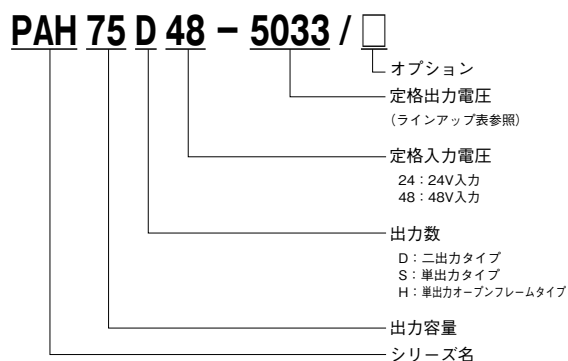 PAH 75 D 48 － 5033 / □
オプション
定格出力電圧
(ラインアップ表参照)
定格入力電圧
24：24V入力
48：48V入力
出力数
D：二出力タイプ
S：単出力タイプ
H：単出力オープンフレームタイプ
出力容量
シリーズ名